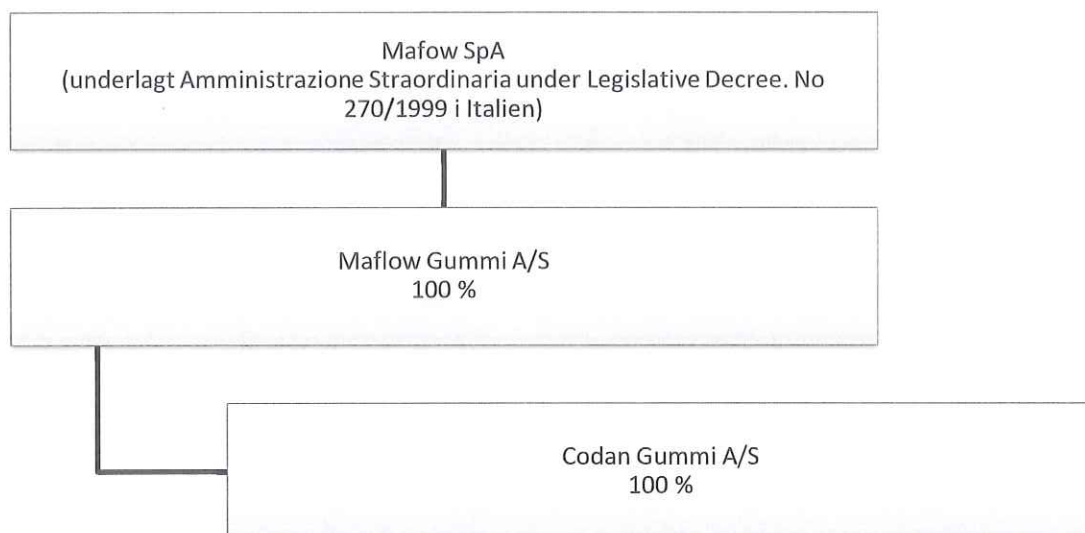 Mafow SpA
(underlagt Amministrazione Straordinaria under Legislative Decree. No
270/1999 i Italien)
Maflow Gummi A/S
100 %
Codan Gummi A/S
100 %